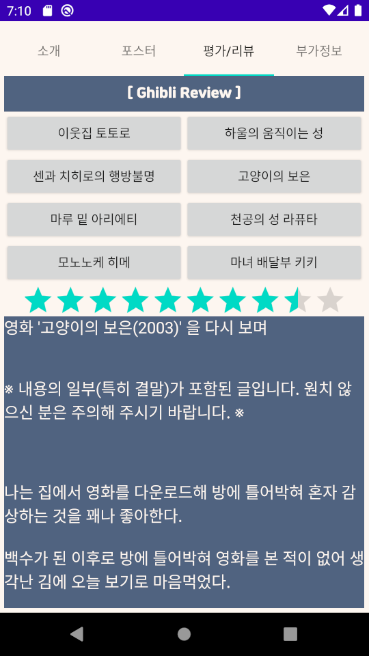 7:10
소개 포스터 평가/리뷰 부가정보
[ Ghibli Review ]
이웃집 토토로 하울의 움직이는 성
센과 치히로의 행방불명 고양이의 보은
마루 밑 아리에티 천공의 성 라퓨타
모노노케 히메 마녀 배달부 키키
영화 '고양이의 보은(2003)' 을 다시 보며
※ 내용의 일부(특히 결말)가 포함된 글입니다. 원치 않
으신 분은 주의해 주시기 바랍니다. ※
나는 집에서 영화를 다운로드해 방에 틀어박혀 혼자 감
상하는 것을 꽤나 좋아한다.
백수가 된 이후로 방에 틀어박혀 영화를 본 적이 없어 생
각난 김에 오늘 보기로 마음먹었다.